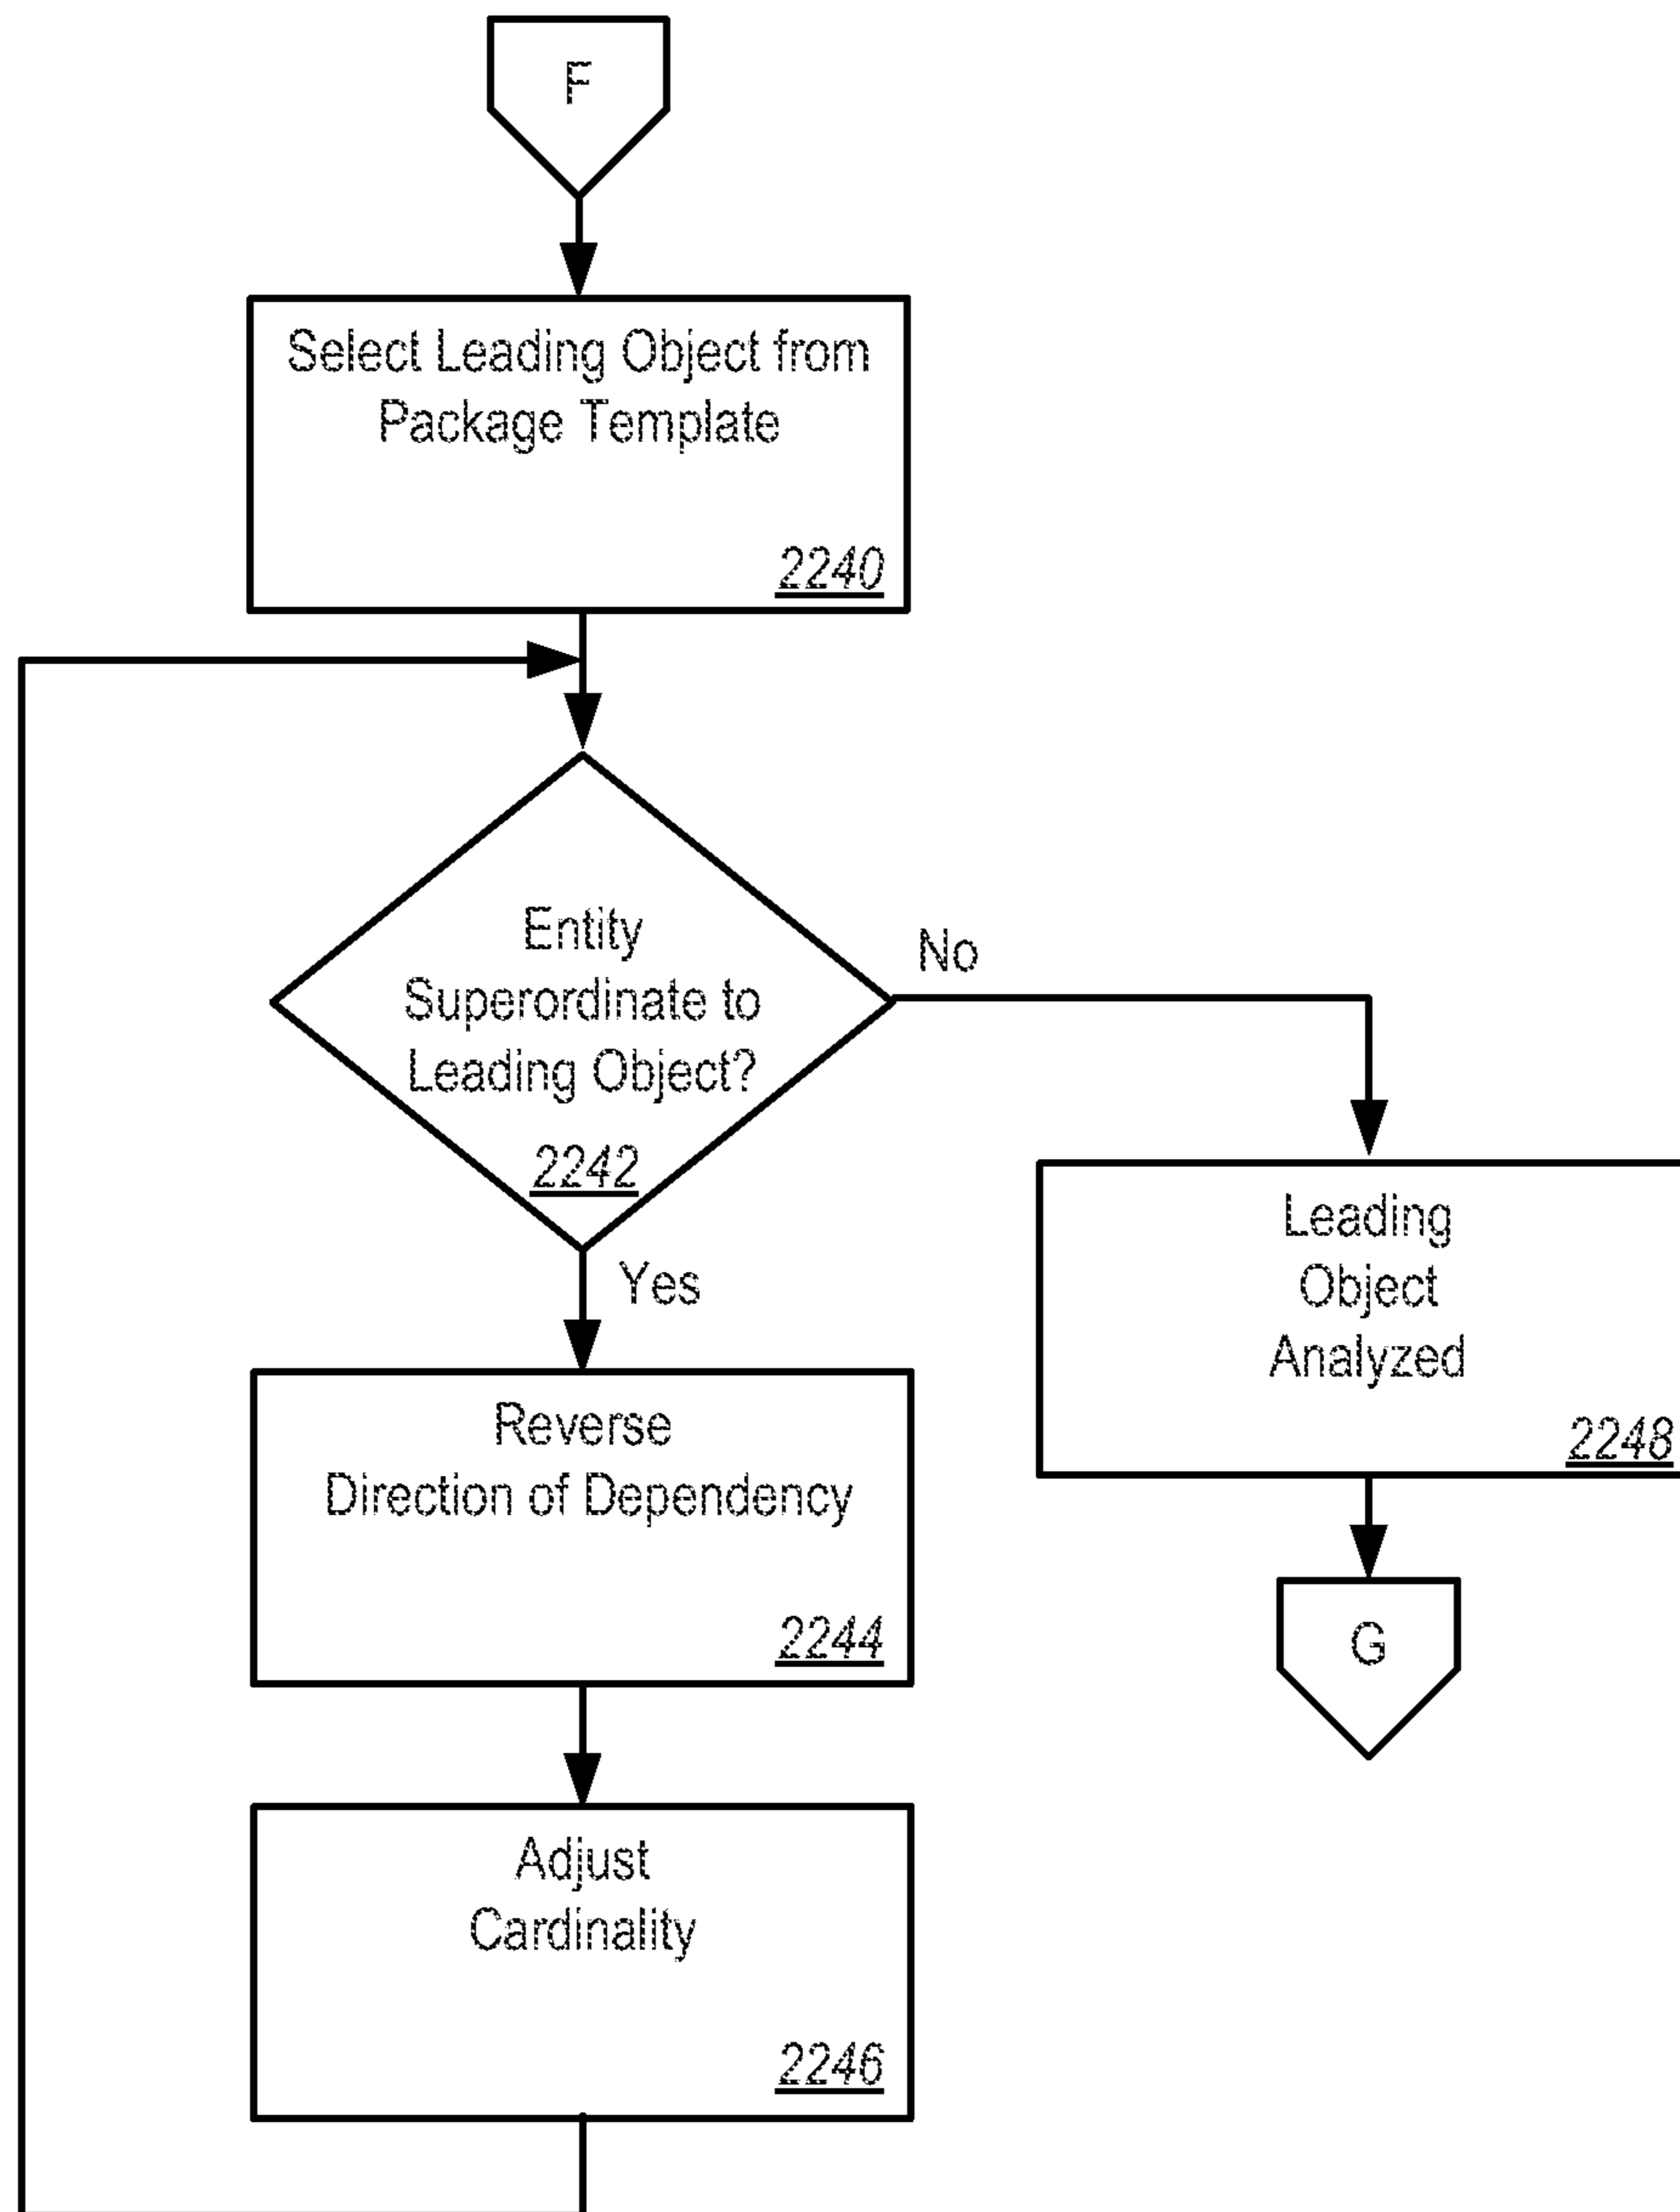 F
Select Leading Object from
Package Template
2240
Entity
Superordinate to
Leading Object?
2242
No
Yes
Leading
Object
Analyzed
2248
Reverse
Direction of Dependency
2244
G
Adjust
Cardinality
2246